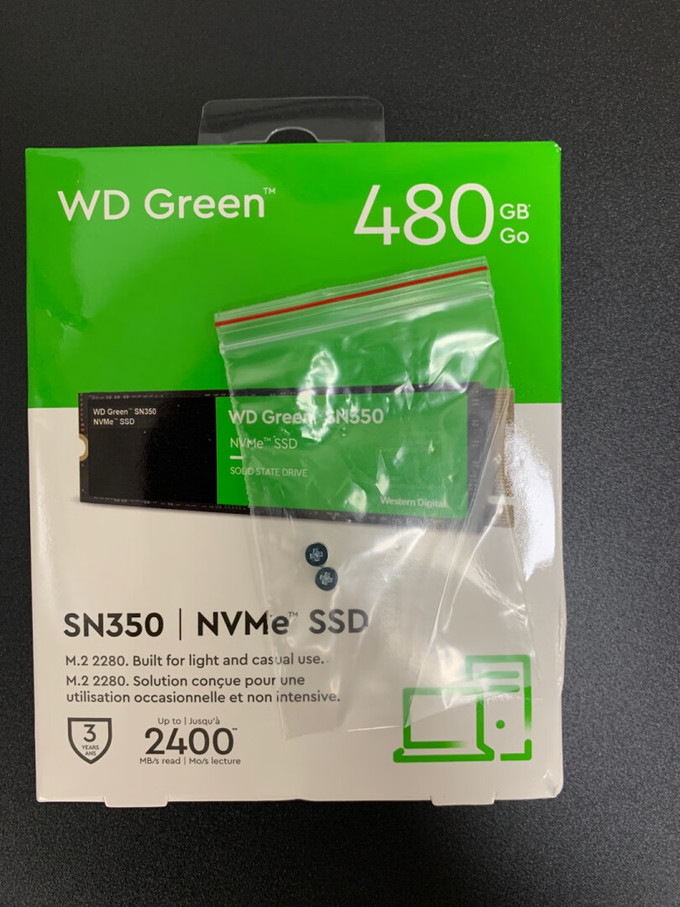 WD Green™
480 GB*
Go
WD Green™ SN350
NVMe™ SSD
WD Green™ SN350
NVMe™ SSD
SOLID STATE DRIVE
Western Digital
SN350 | NVMe™ SSD
M.2 2280. Built for light and casual use.
M.2 2280. Solution conçue pour une
utilisation occasionnelle et non intensive.
3
YEARS
ANS
Up to | Jusqu'à
2400**
MB/s read | Mo/s lecture